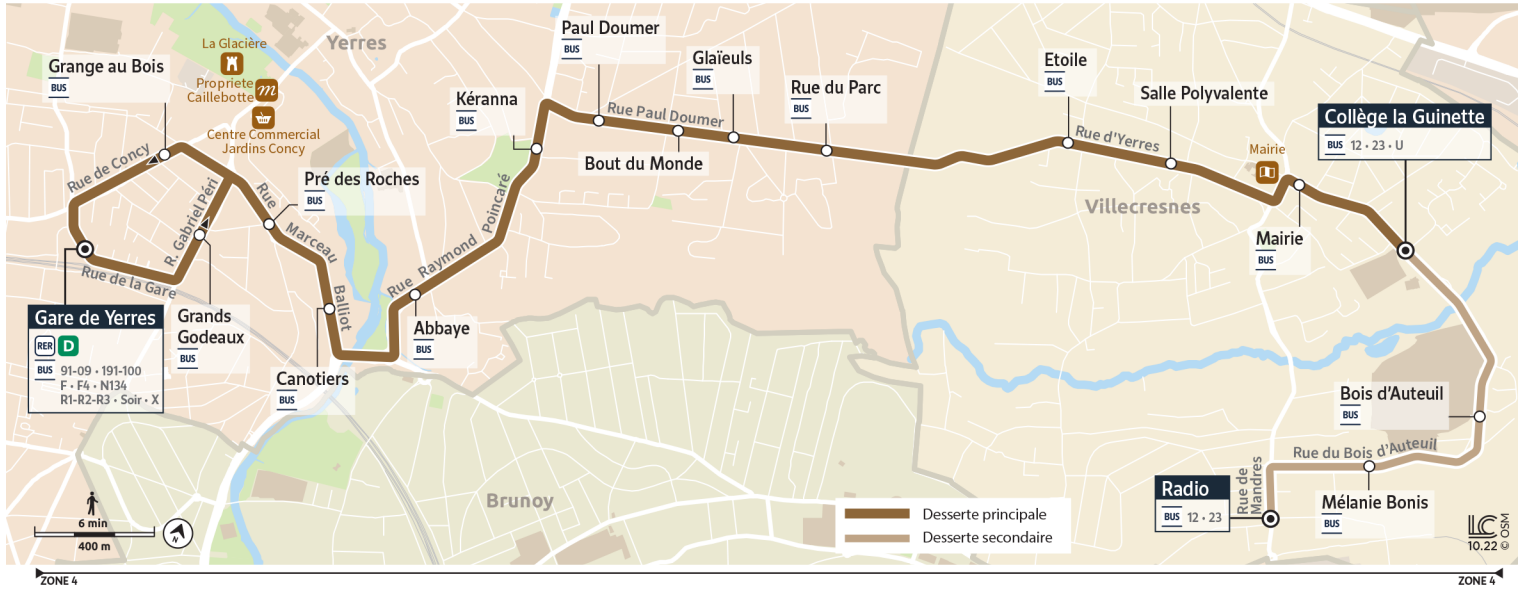 La Glacière
Yerres
Grange au Bois
BUS
Propriete
Caillebotte
m
Centre Commercial
Jardins Concy
Rue de Concy
R. Gabriel Péri
Rue de la Gare
Gare de Yerres
RER D
BUS 91-09 • 191-100
F • F4 • N134
R1-R2-R3 • Soir • X
Grands
Godeaux
BUS
Pré des Roches
BUS
Rue Marceau
Balliot
Canotiers
BUS
Abbaye
BUS
Rue Raymond Poincaré
Kéranna
BUS
Paul Doumer
BUS
Rue Paul Doumer
Bout du Monde
Glaïeuls
BUS
Rue du Parc
BUS
Etoile
BUS
Rue d'Yerres
Salle Polyvalente
Villecresnes
Mairie
Mairie
BUS
Collège la Guinette
BUS 12 • 23 • U
Bois d'Auteuil
BUS
Rue du Bois d'Auteuil
Mélanie Bonis
BUS
Rue de
Mandres
Radio
BUS 12 • 23
Brunoy
Desserte principale
Desserte secondaire
6 min
400 m
N
LC
10.22 © OSM
ZONE 4
ZONE 4